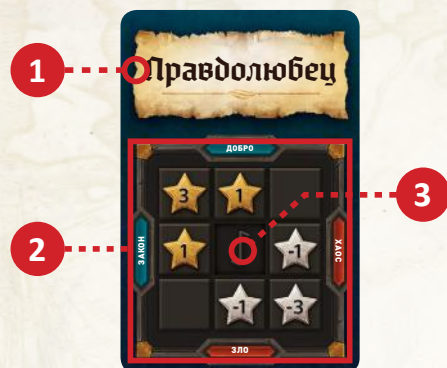 1
Правдолюбец
ДОБРО
3 1
3
2
ЗАКОН
1 -1
ХАОС
-1 -3
ЗЛО